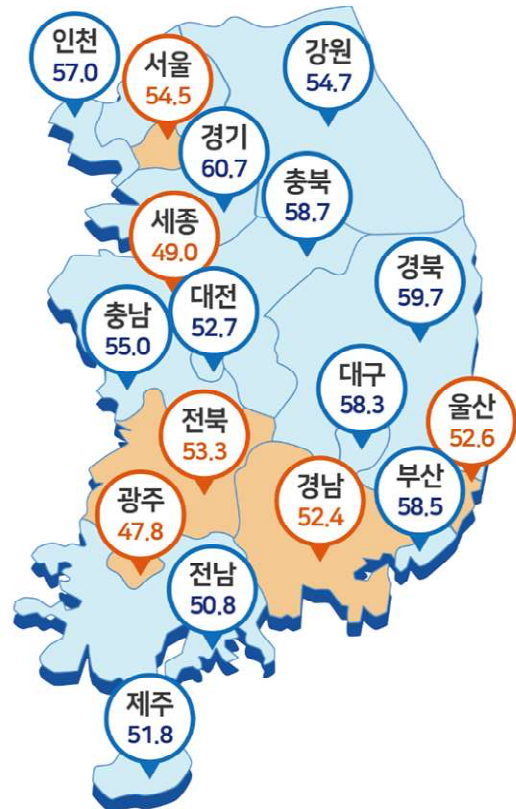 인천
57.0
서울
54.5
강원
54.7
경기
60.7
충북
58.7
세종
49.0
대전
52.7
경북
59.7
충남
55.0
대구
58.3
울산
52.6
전북
53.3
경남
52.4
부산
58.5
광주
47.8
전남
50.8
제주
51.8